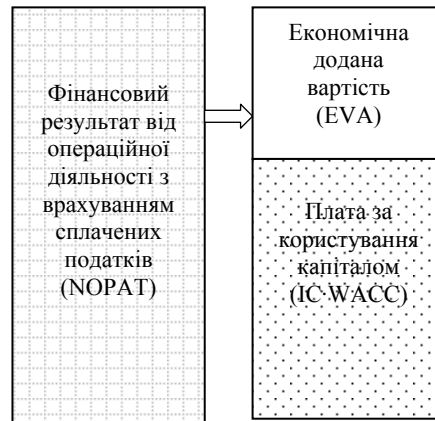 Фінансовий
результат від
операційної
діяльності з
врахуванням
сплачених
податків
(NOPAT)
Економічна
додана
вартість
(EVA)
Плата за
користування
капіталом
(IC·WACC)